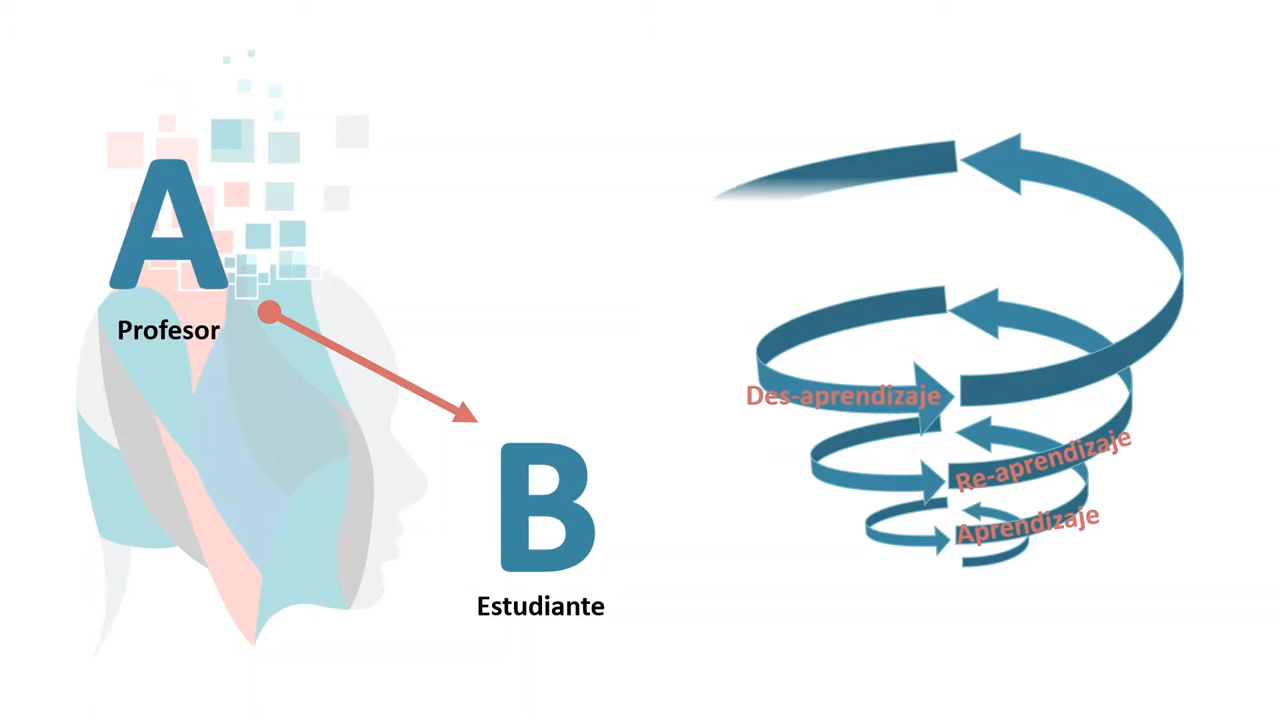 A
Profesor
B
Estudiante
Des-aprendizaje
Re-aprendizaje
Aprendizaje